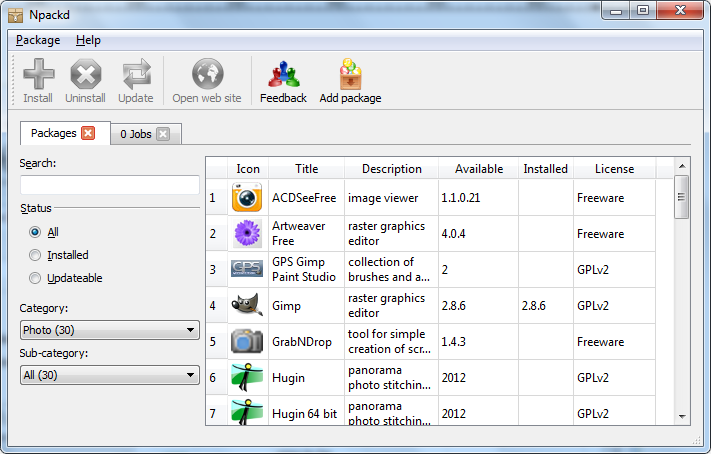 Npackd
Package Help
Install Uninstall Update Open web site Feedback Add package
Packages 0 Jobs
Search:
Status
All
Installed
Updateable
Category:
Photo (30)
Sub-category:
All (30)
Icon Title Description Available Installed License
1 ACDSeeFree image viewer 1.1.0.21 Freeware
2 Artweaver Free raster graphics editor 4.0.4 Freeware
3 GPS Gimp Paint Studio collection of brushes and a... 2 GPLv2
4 Gimp raster graphics editor 2.8.6 2.8.6 GPLv2
5 GrabNDrop tool for simple creation of scr... 1.4.3 Freeware
6 Hugin panorama photo stitchin... 2012 GPLv2
7 Hugin 64 bit panorama photo stitchin... 2012 GPLv2